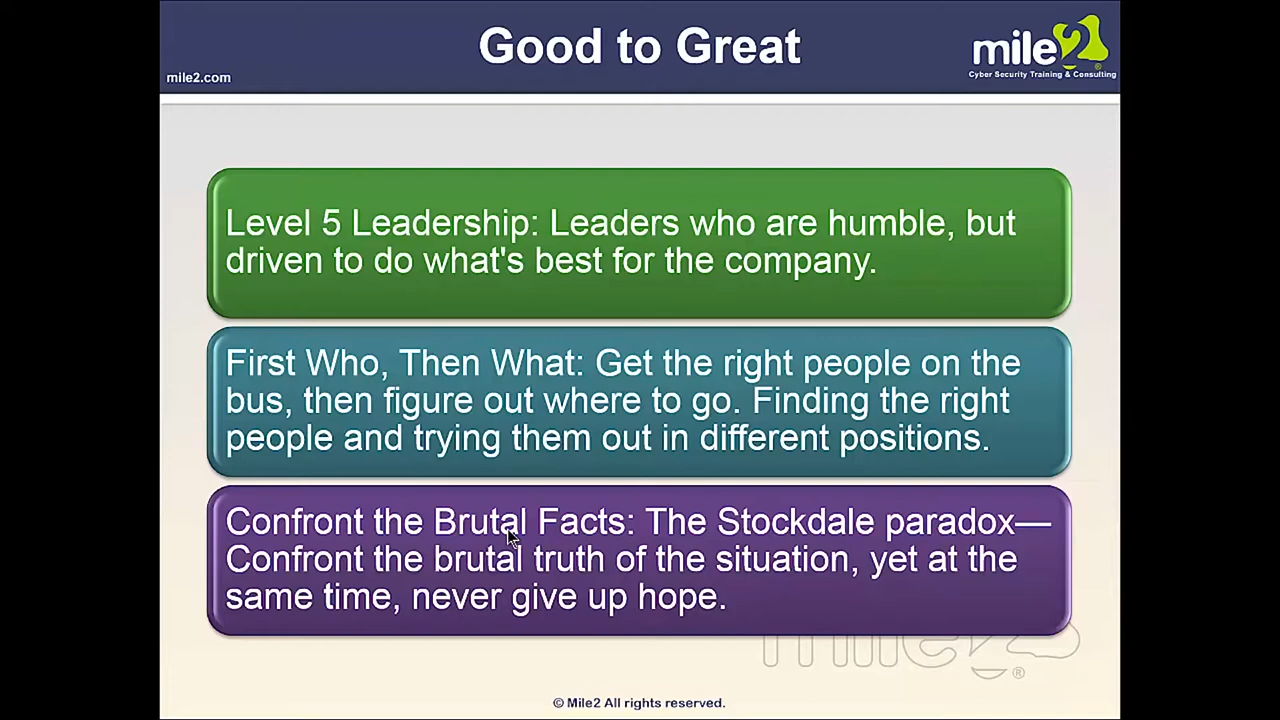 Good to Great
mile2
mile2.com
Cyber Security Training & Consulting
Level 5 Leadership: Leaders who are humble, but
driven to do what's best for the company.
First Who, Then What: Get the right people on the
bus, then figure out where to go. Finding the right
people and trying them out in different positions.
Confront the Brutal Facts: The Stockdale paradox—
Confront the brutal truth of the situation, yet at the
same time, never give up hope.
mile2®
© Mile2 All rights reserved.